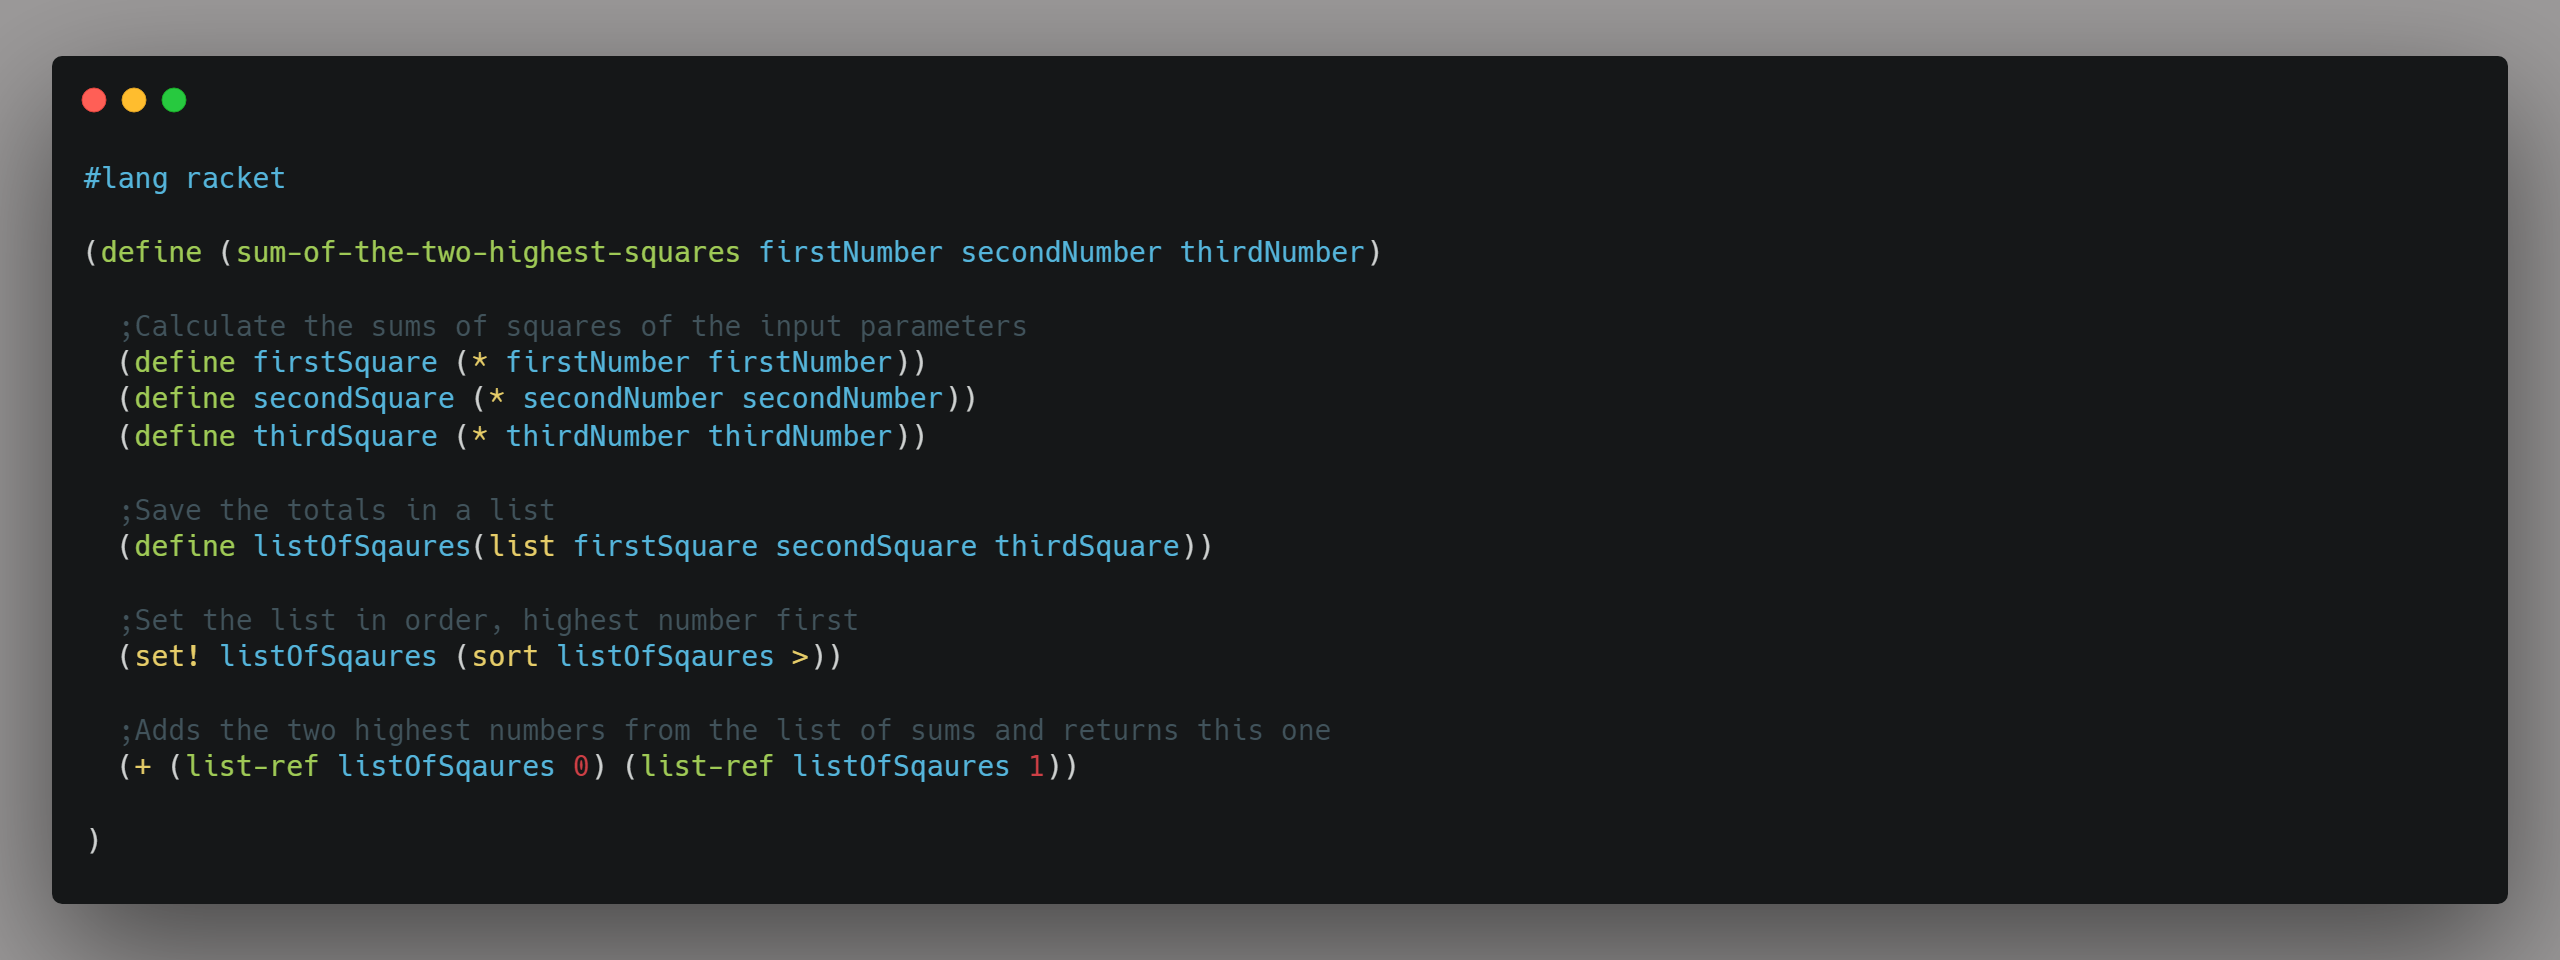 #lang racket
(define (sum-of-the-two-highest-squares firstNumber secondNumber thirdNumber)
;Calculate the sums of squares of the input parameters
(define firstSquare (* firstNumber firstNumber))
(define secondSquare (* secondNumber secondNumber))
(define thirdSquare (* thirdNumber thirdNumber))
;Save the totals in a list
(define listOfSqaures(list firstSquare secondSquare thirdSquare))
;Set the list in order, highest number first
(set! listOfSqaures (sort listOfSqaures >))
;Adds the two highest numbers from the list of sums and returns this one
(+ (list-ref listOfSqaures 0) (list-ref listOfSqaures 1))
)